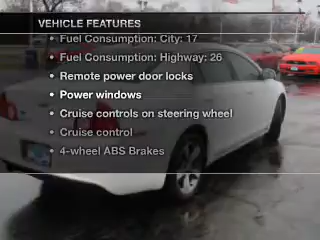 VEHICLE FEATURES
• Fuel Consumption: City: 17
• Fuel Consumption: Highway: 26
• Remote power door locks
• Power windows
• Cruise controls on steering wheel
• Cruise control
• 4-wheel ABS Brakes